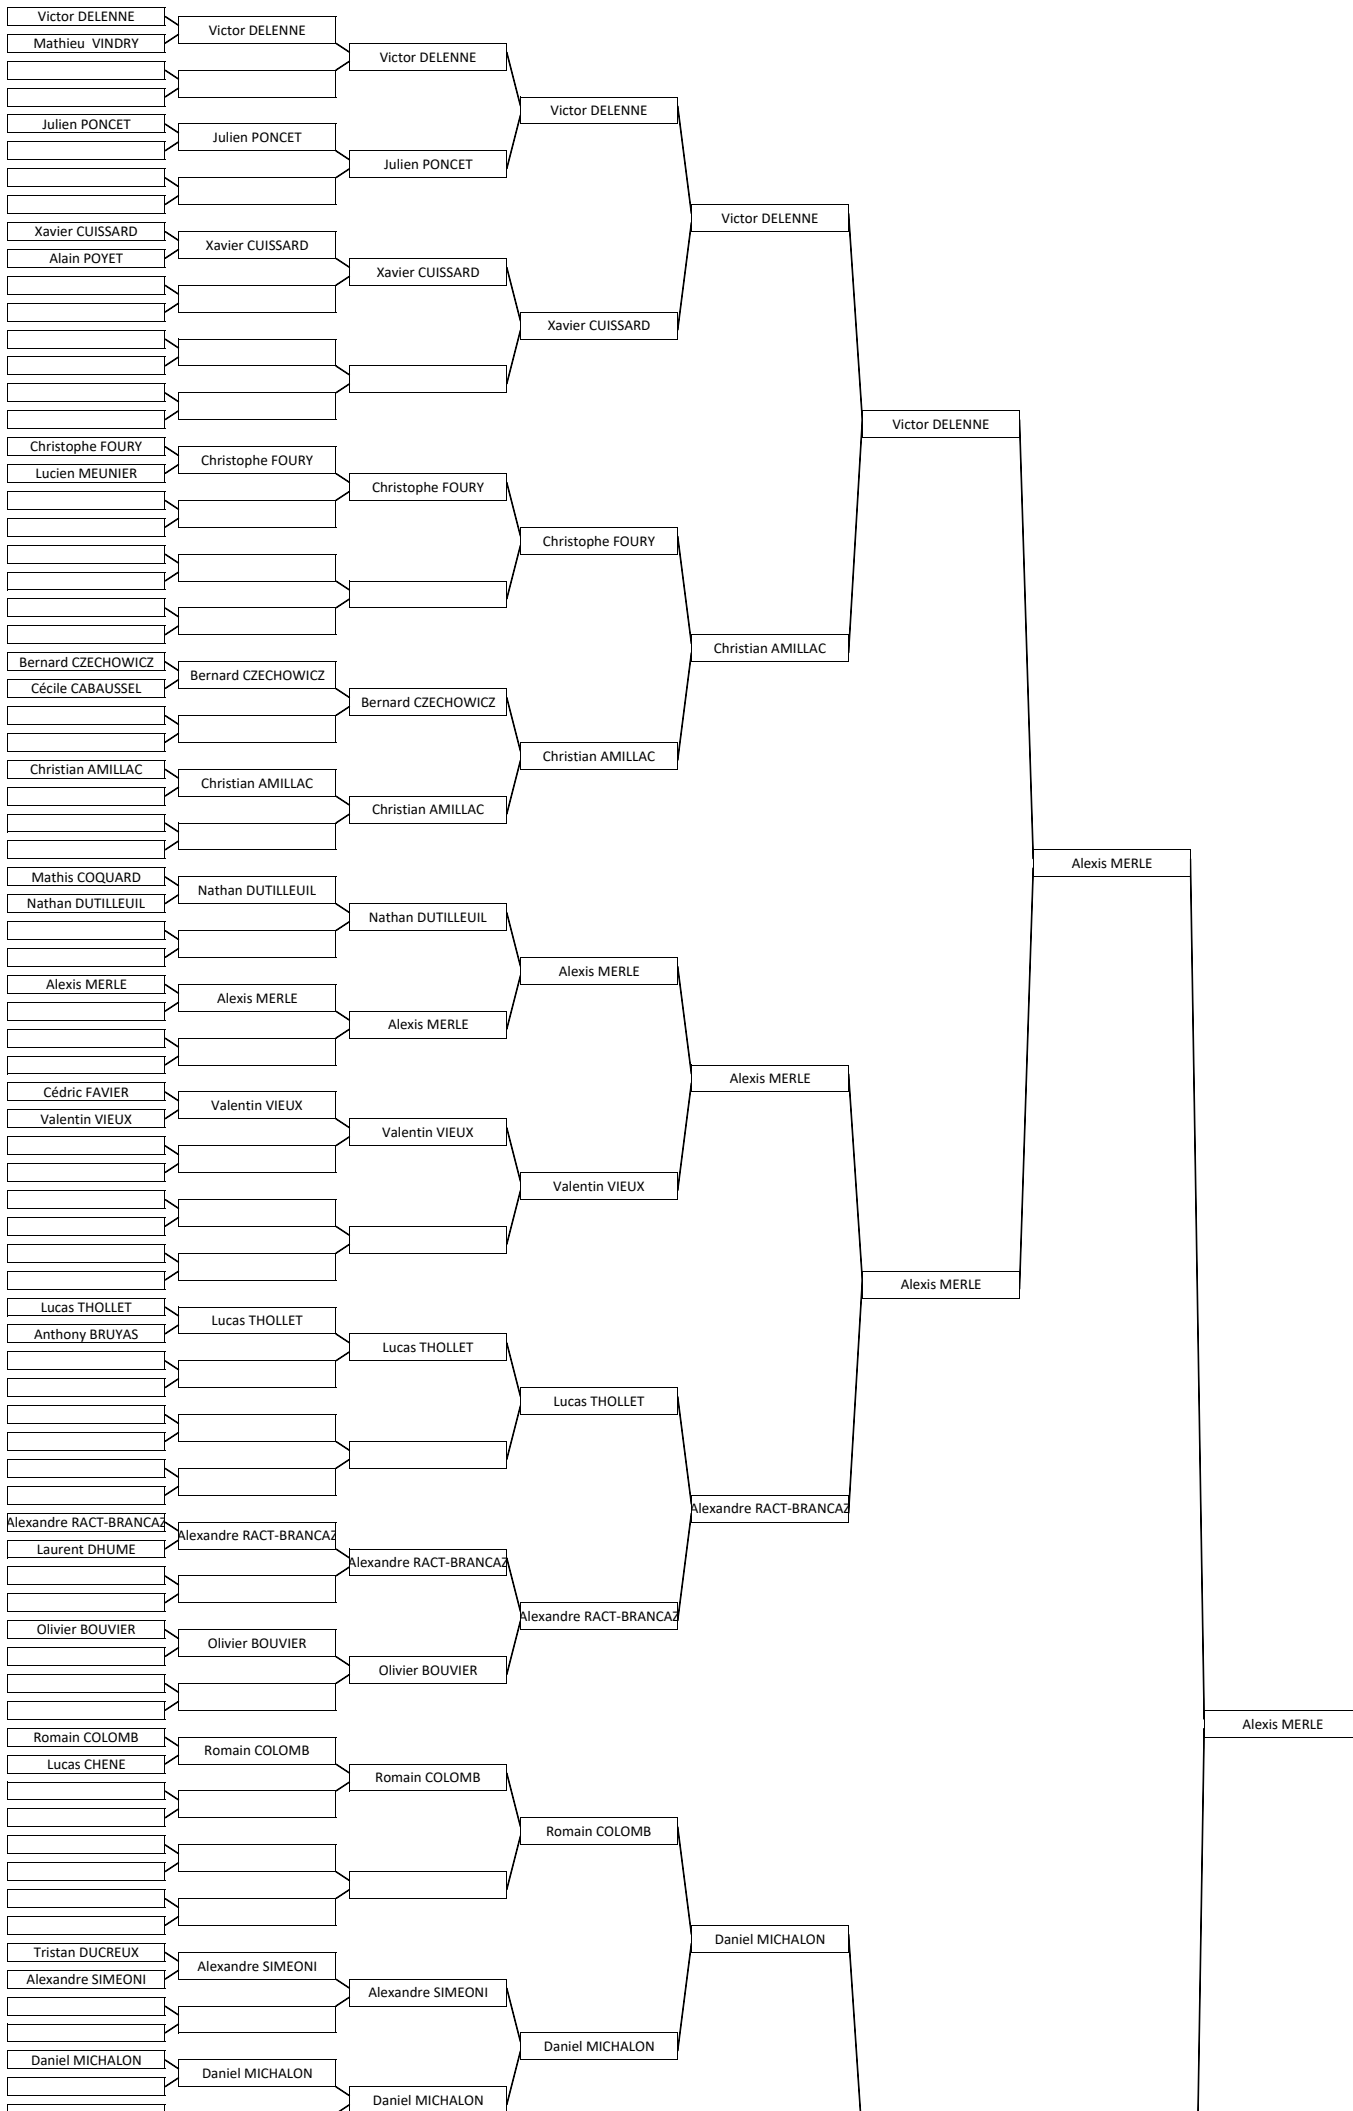 Victor DELENNE
Mathieu  VINDRY
Julien PONCET
Xavier CUISSARD
Alain POYET
Christophe FOURY
Lucien MEUNIER
Bernard CZECHOWICZ
Cécile CABAUSSEL
Christian AMILLAC
Mathis COQUARD
Nathan DUTILLEUIL
Alexis MERLE
Cédric FAVIER
Valentin VIEUX
Lucas THOLLET
Anthony BRUYAS
Alexandre RACT-BRANCAZ
Laurent DHUME
Olivier BOUVIER
Romain COLOMB
Lucas CHENE
Tristan DUCREUX
Alexandre SIMEONI
Daniel MICHALON
Victor DELENNE
Julien PONCET
Xavier CUISSARD
Christophe FOURY
Bernard CZECHOWICZ
Christian AMILLAC
Nathan DUTILLEUIL
Alexis MERLE
Valentin VIEUX
Lucas THOLLET
Alexandre RACT-BRANCAZ
Olivier BOUVIER
Romain COLOMB
Alexandre SIMEONI
Daniel MICHALON
Victor DELENNE
Julien PONCET
Xavier CUISSARD
Christophe FOURY
Bernard CZECHOWICZ
Christian AMILLAC
Nathan DUTILLEUIL
Alexis MERLE
Valentin VIEUX
Lucas THOLLET
Alexandre RACT-BRANCAZ
Olivier BOUVIER
Romain COLOMB
Alexandre SIMEONI
Daniel MICHALON
Victor DELENNE
Xavier CUISSARD
Christophe FOURY
Christian AMILLAC
Alexis MERLE
Valentin VIEUX
Lucas THOLLET
Alexandre RACT-BRANCAZ
Romain COLOMB
Daniel MICHALON
Victor DELENNE
Christian AMILLAC
Alexis MERLE
Alexandre RACT-BRANCAZ
Daniel MICHALON
Victor DELENNE
Alexis MERLE
Alexis MERLE
Alexis MERLE